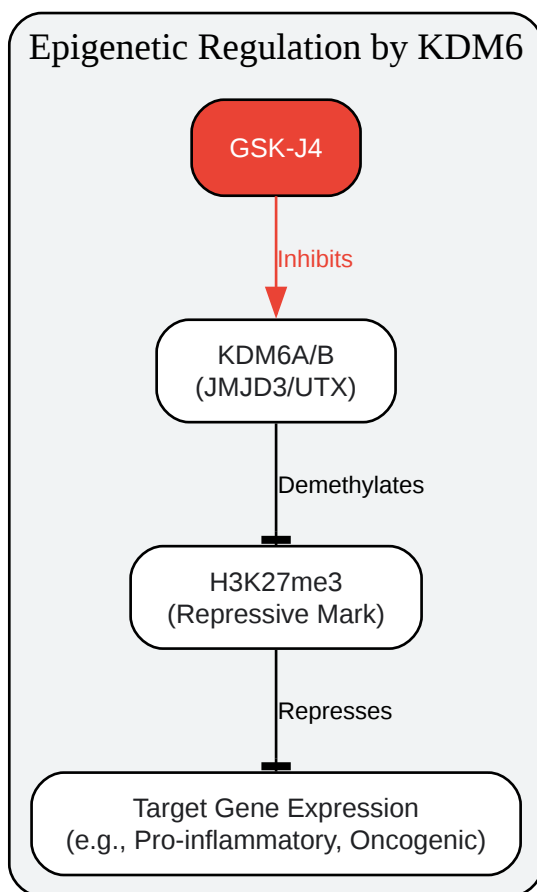 Epigenetic Regulation by KDM6
GSK-J4
Inhibits
KDM6A/B
(JMJD3/UTX)
Demethylates
H3K27me3
(Repressive Mark)
Represses
Target Gene Expression
(e.g., Pro-inflammatory, Oncogenic)